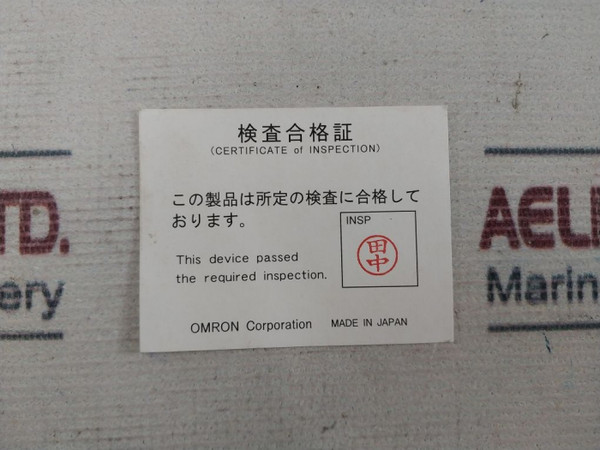 検査合格証
(CERTIFICATE of INSPECTION)
この製品は所定の検査に合格して
おります。
INSP
田中
This device passed
the required inspection.
OMRON Corporation MADE IN JAPAN
TD.
ery
AELI
Marin